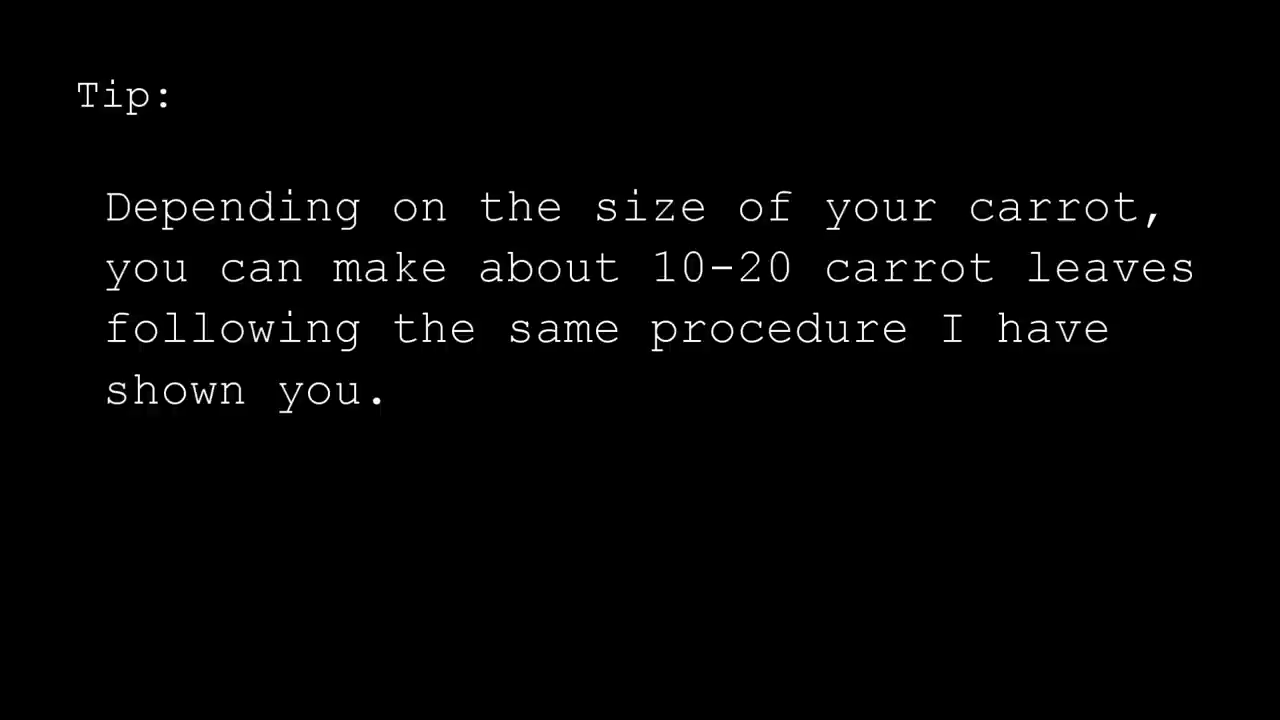 Tip:
Depending on the size of your carrot,
you can make about 10-20 carrot leaves
following the same procedure I have
shown you.